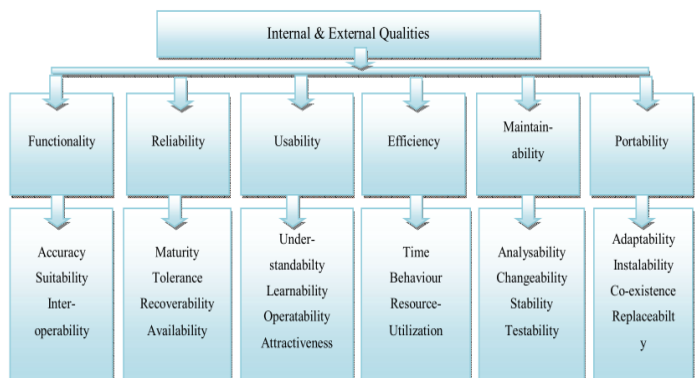 Internal & External Qualities
Functionality
Reliability
Usability
Efficiency
Maintain-
ability
Portability
Accuracy
Suitability
Inter-
operability
Maturity
Tolerance
Recoverability
Availability
Under-
standabilty
Learnability
Operatability
Attractiveness
Time
Behaviour
Resource-
Utilization
Analysability
Changeability
Stability
Testability
Adaptability
Instalability
Co-existence
Replaceabilt
y